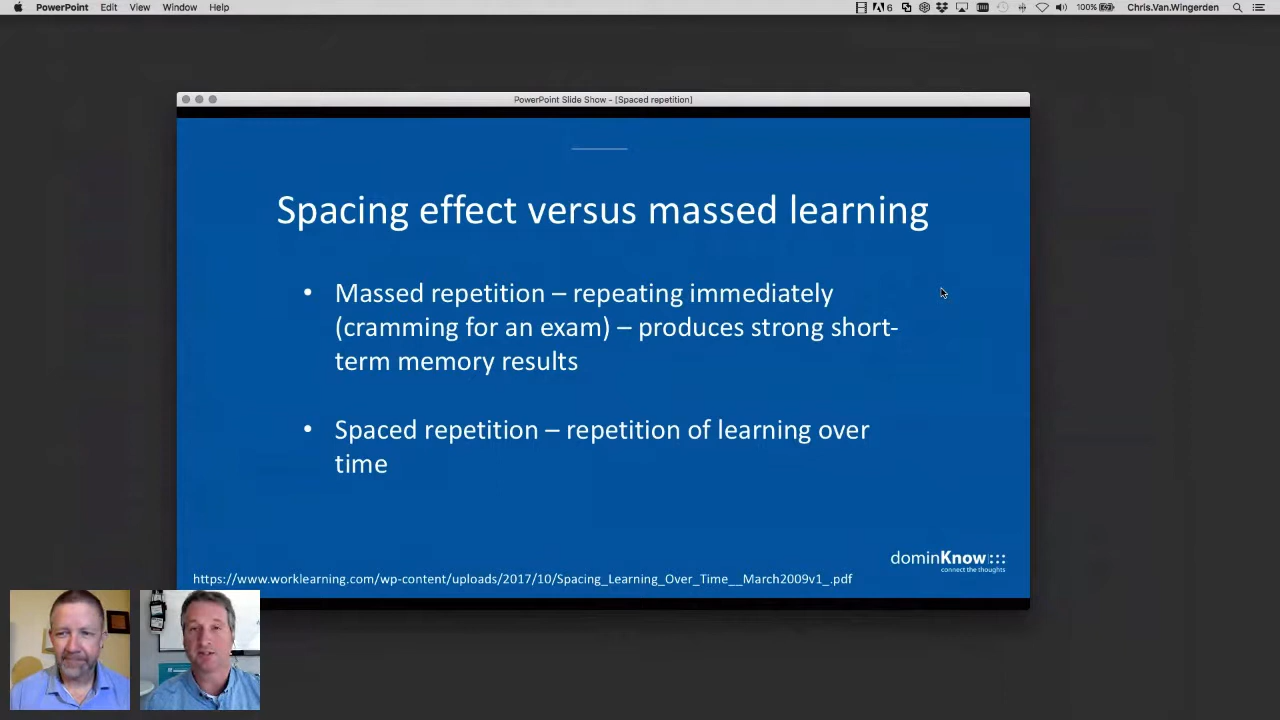 PowerPoint Edit View Window Help 6 100% Chris.Van.Wingerden
PowerPoint Slide Show - [Spaced repetition]
Spacing effect versus massed learning
• Massed repetition – repeating immediately
(cramming for an exam) – produces strong short-
term memory results
• Spaced repetition – repetition of learning over
time
dominKnow:::
connect the thoughts
https://www.worklearning.com/wp-content/uploads/2017/10/Spacing_Learning_Over_Time__March2009v1_.pdf